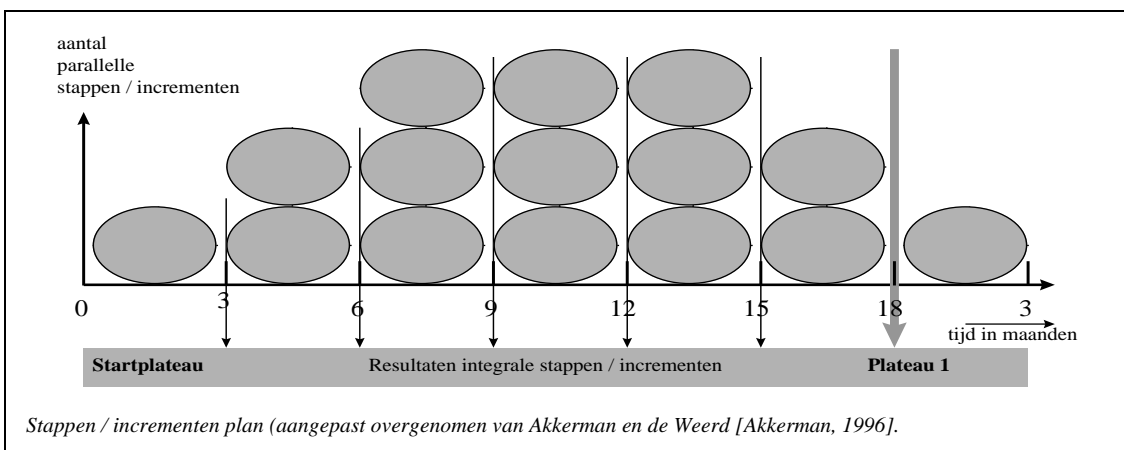 aantal
parallelle
stappen / incrementen
0 3 6 9 12 15 18 3
tijd in maanden
Startplateau Resultaten integrale stappen / incrementen Plateau 1
Stappen / incrementen plan (aangepast overgenomen van Akkerman en de Weerd [Akkerman, 1996].